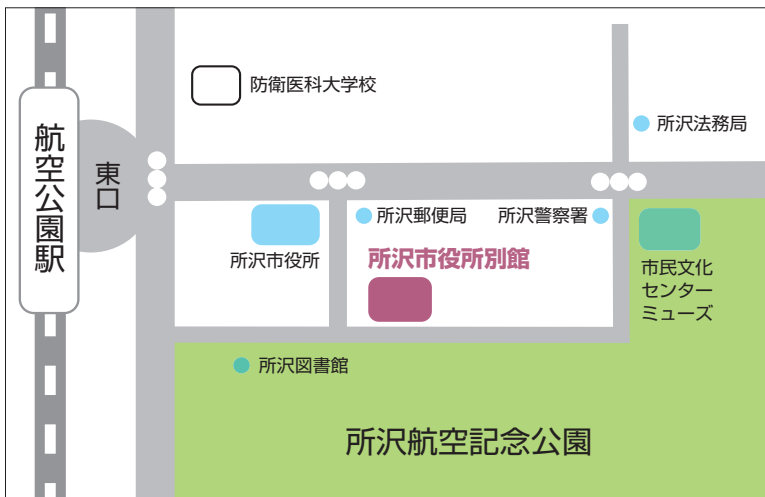 航空公園駅
東口
防衛医科大学校
所沢法務局
所沢郵便局
所沢警察署
所沢市役所
所沢市役所別館
市民文化
センター
ミューズ
所沢図書館
所沢航空記念公園